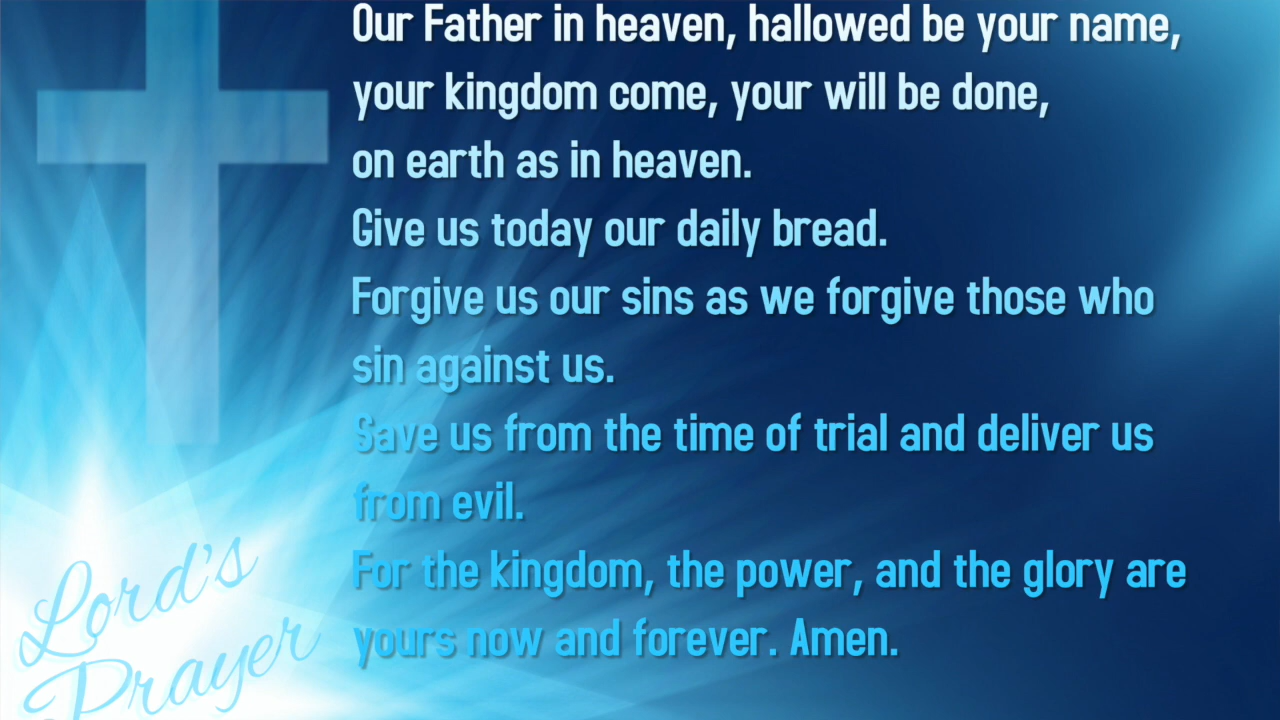 Our Father in heaven, hallowed be your name,
your kingdom come, your will be done,
on earth as in heaven.
Give us today our daily bread.
Forgive us our sins as we forgive those who
sin against us.
Save us from the time of trial and deliver us
from evil.
For the kingdom, the power, and the glory are
yours now and forever. Amen.
Lord's
Prayer